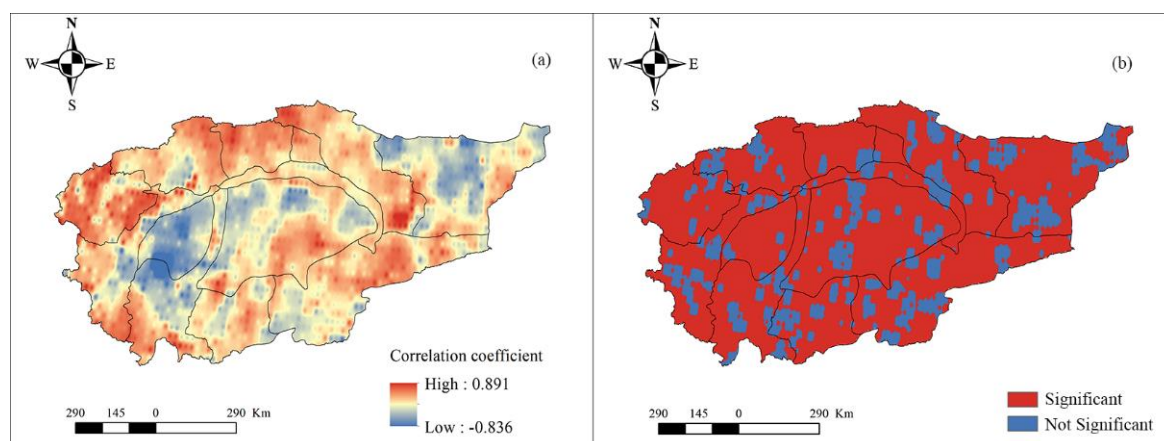 N
W E
S
(a)
Correlation coefficient
High : 0.891
Low : -0.836
290 145 0 290 Km
N
W E
S
(b)
Significant
Not Significant
290 145 0 290 Km